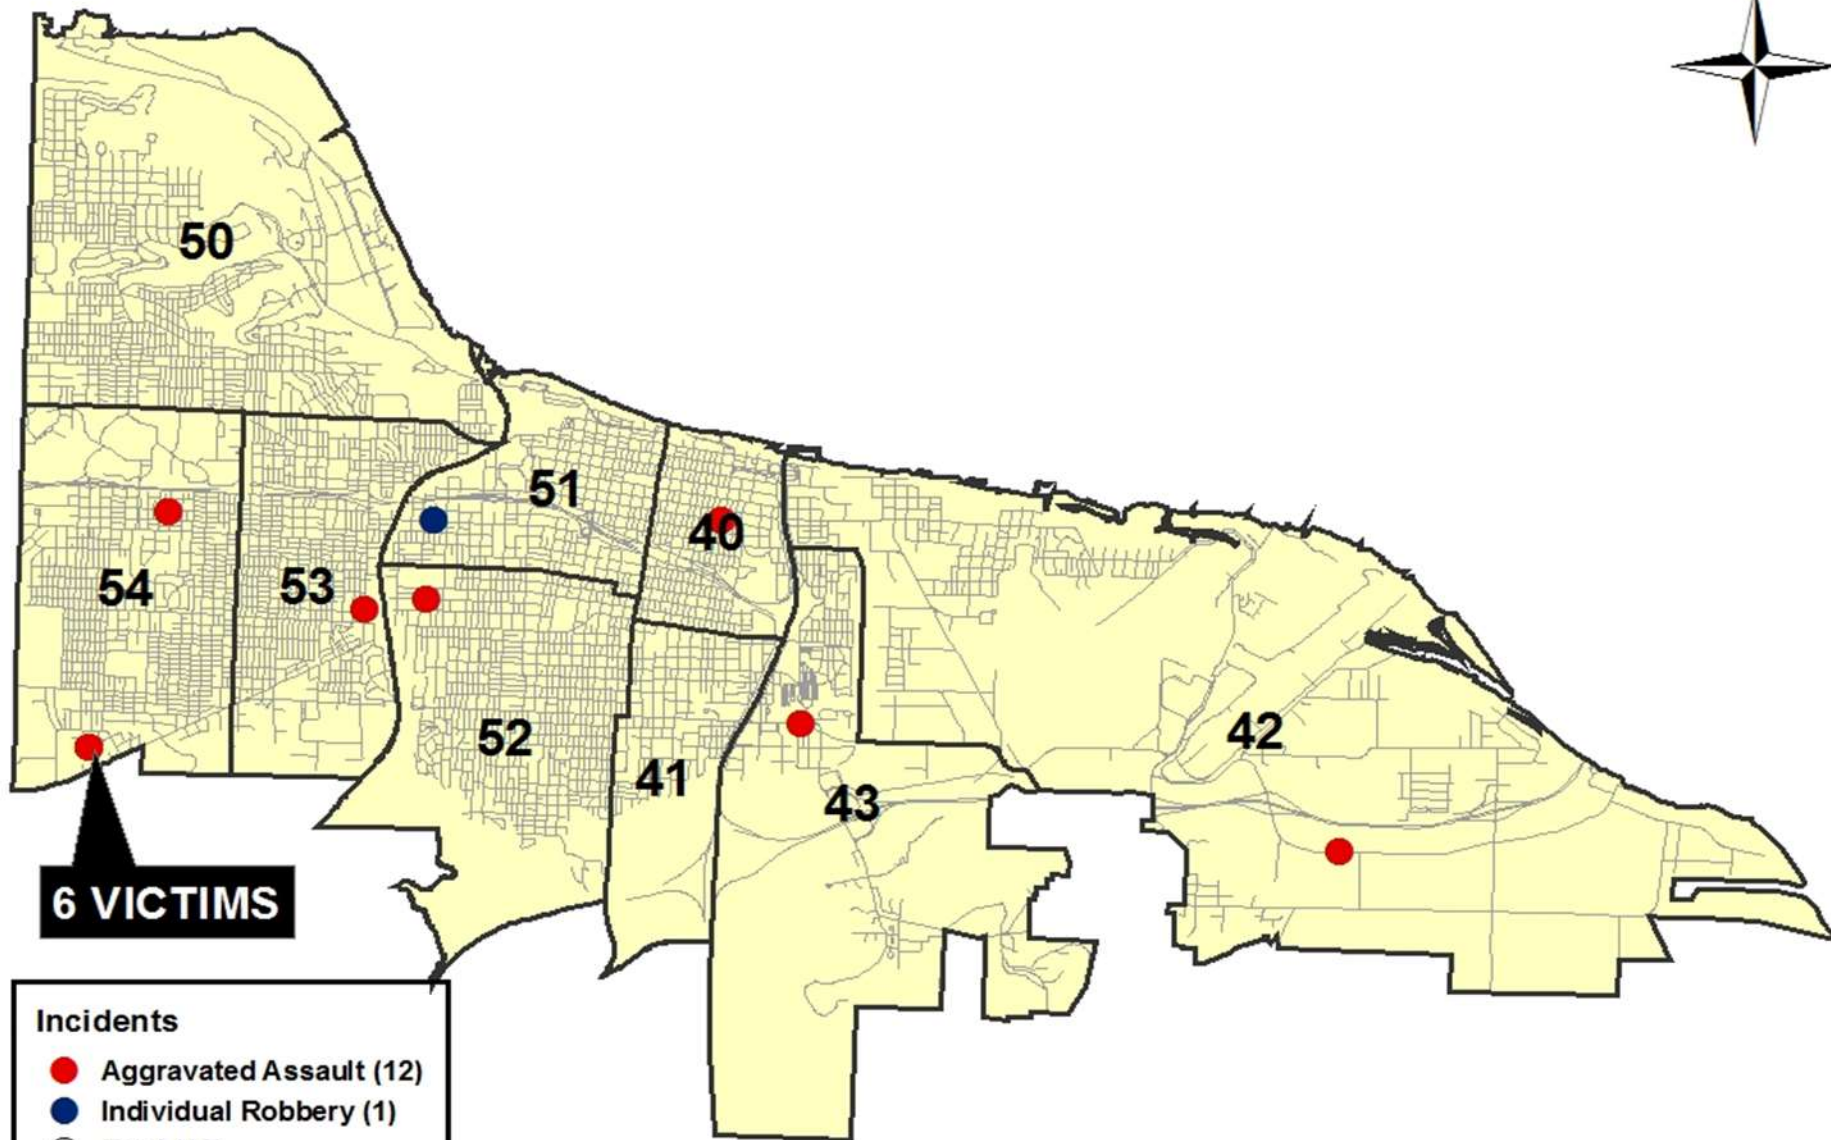 50
51
40
54
53
52
41
42
43
6 VICTIMS
Incidents
Aggravated Assault (12)
Individual Robbery (1)